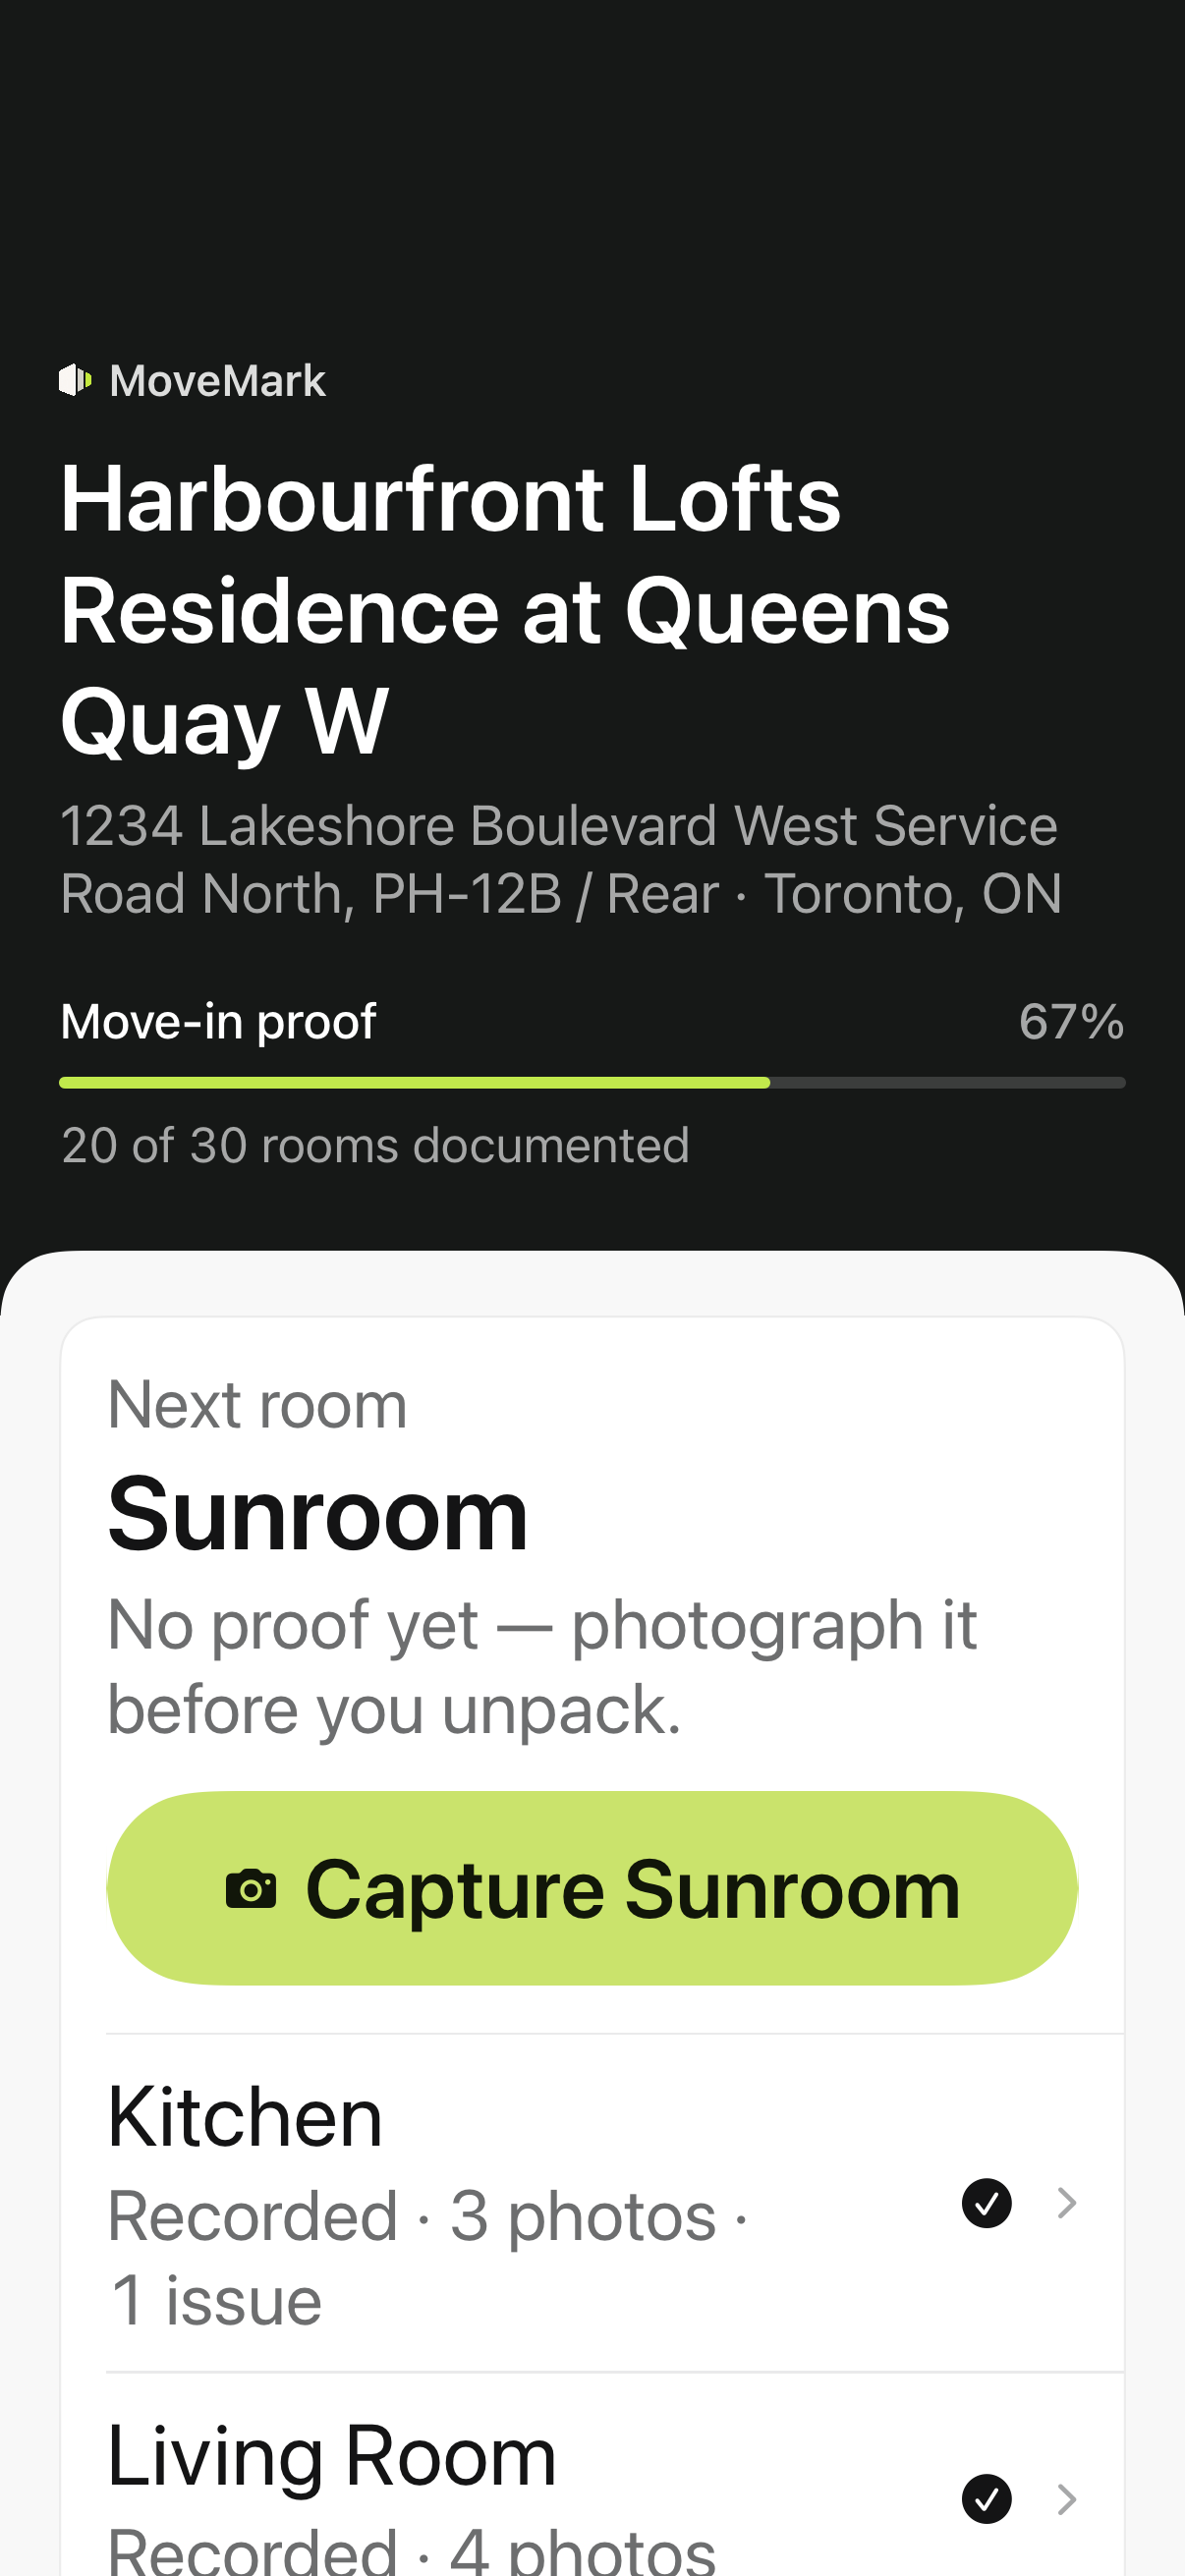 MoveMark
Harbourfront Lofts
Residence at Queens
Quay W
1234 Lakeshore Boulevard West Service
Road North, PH-12B / Rear · Toronto, ON
Move-in proof
67%
20 of 30 rooms documented
Next room
Sunroom
No proof yet — photograph it
before you unpack.
Capture Sunroom
Kitchen
Recorded · 3 photos ·
1 issue
Living Room
Recorded · 4 photos